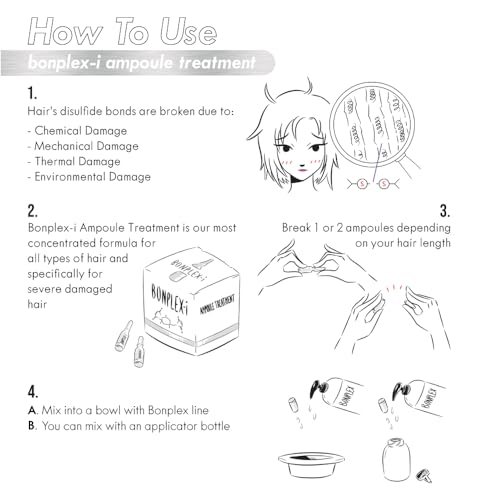 How To Use
bonplex-i ampoule treatment
1.
Hair's disulfide bonds are broken due to:
- Chemical Damage
- Mechanical Damage
- Thermal Damage
- Environmental Damage
S S
2.
Bonplex-i Ampoule Treatment is our most
concentrated formula for
all types of hair and
specifically for
severe damaged
hair
BONPLEX-i
BONPLEX-i
AMPOULE TREATMENT
3.
Break 1 or 2 ampoules depending
on your hair length
4.
A. Mix into a bowl with Bonplex line
B. You can mix with an applicator bottle
BONPLEX
BONPLEX